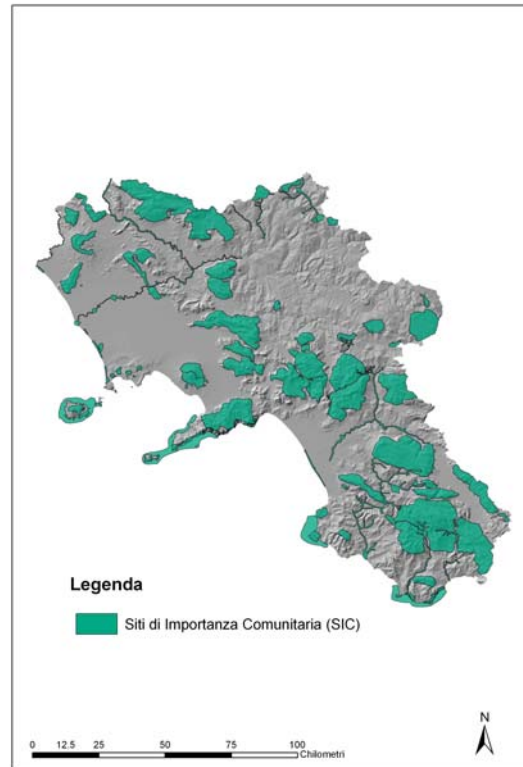 Legenda
Siti di Importanza Comunitaria (SIC)
N
0 12.5 25 50 75 100
Chilometri